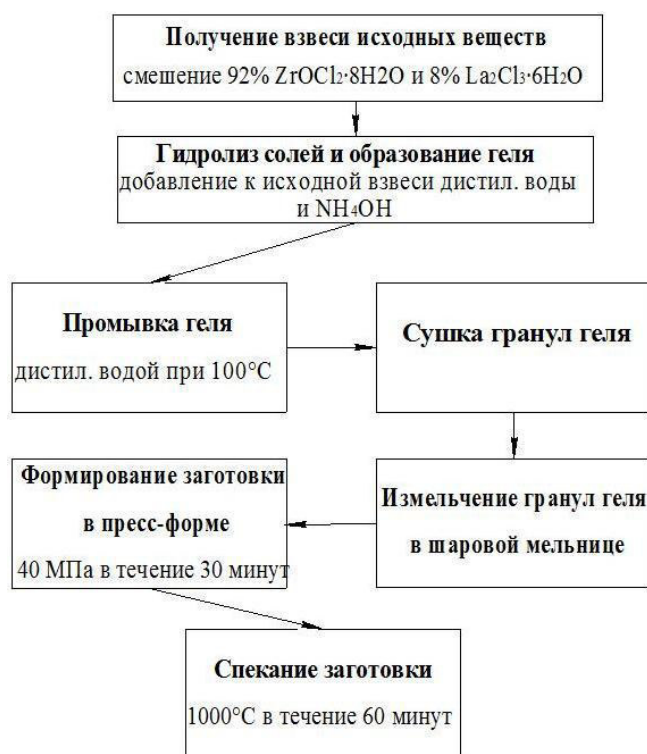 Получение взвеси исходных веществ
смешение 92% ZrOCl₂·8H2O и 8% La₂Cl₃·6H₂O
Гидролиз солей и образование геля
добавление к исходной взвеси дистил. воды
и NH₄OH
Промывка геля
дистил. водой при 100°C
Сушка гранул геля
Измельчение гранул геля
в шаровой мельнице
Формирование заготовки
в пресс-форме
40 МПа в течение 30 минут
Спекание заготовки
1000°C в течение 60 минут